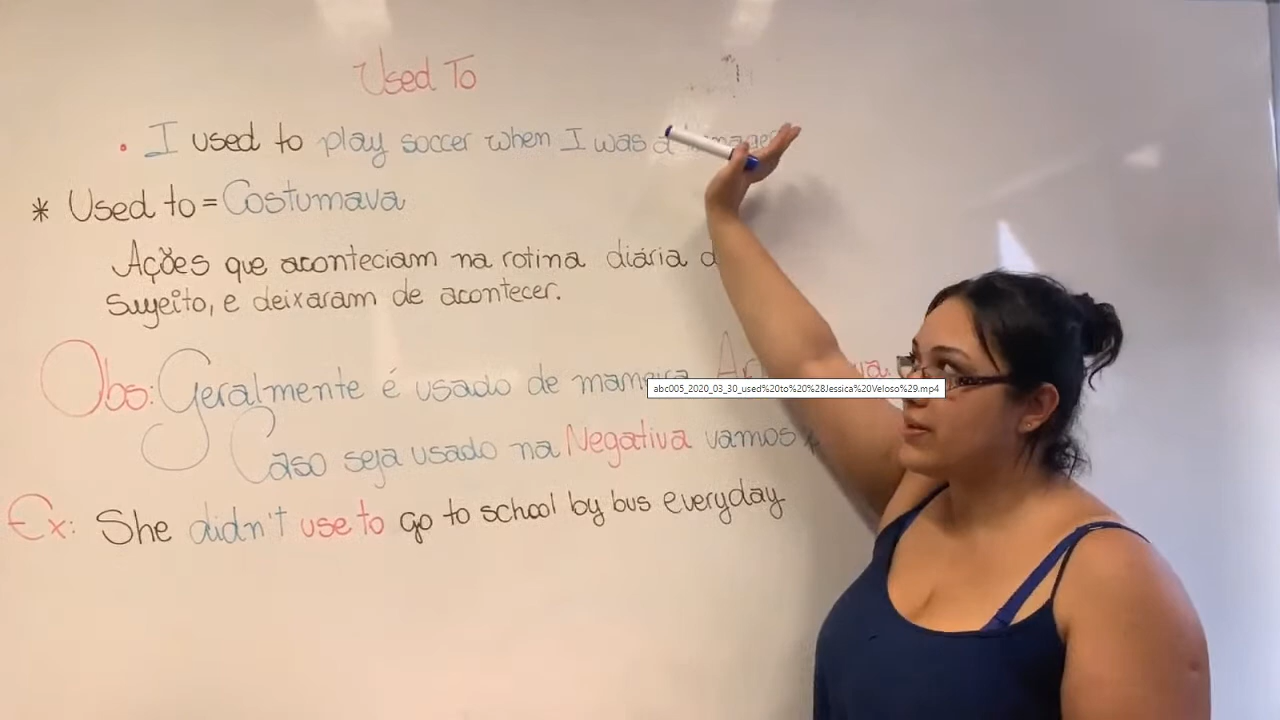 Used To
• I used to play soccer when I was a teenager
* Used to = Costumava
Ações que aconteciam na rotina diária
Sujeito, e deixaram de acontecer.
Obs: Geralmente é usado de maneira
Caso seja usado na Negativa vamos
Ex: She didn't use to go to school by bus everyday
abc005_2020_03_30_used%20to%20%28Jessica%20Veloso%29.mp4